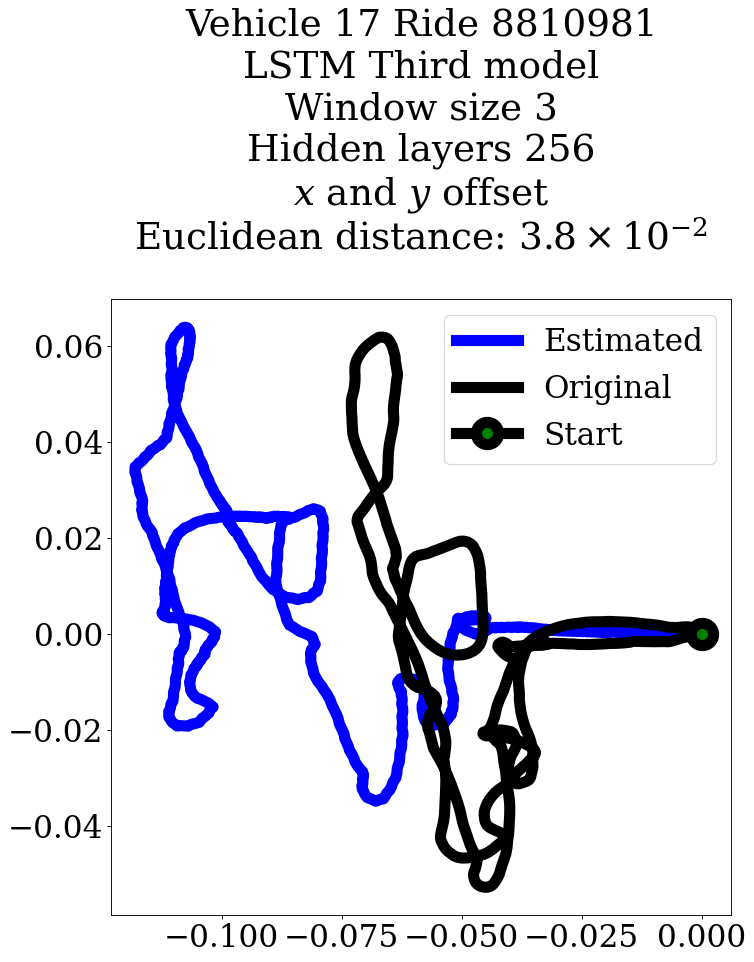 Vehicle 17 Ride 8810981
LSTM Third model
Window size 3
Hidden layers 256
x and y offset
Euclidean distance: 3.8 × 10⁻²
Estimated
Original
Start
0.06
0.04
0.02
0.00
−0.02
−0.04
−0.100 −0.075 −0.050 −0.025 0.000